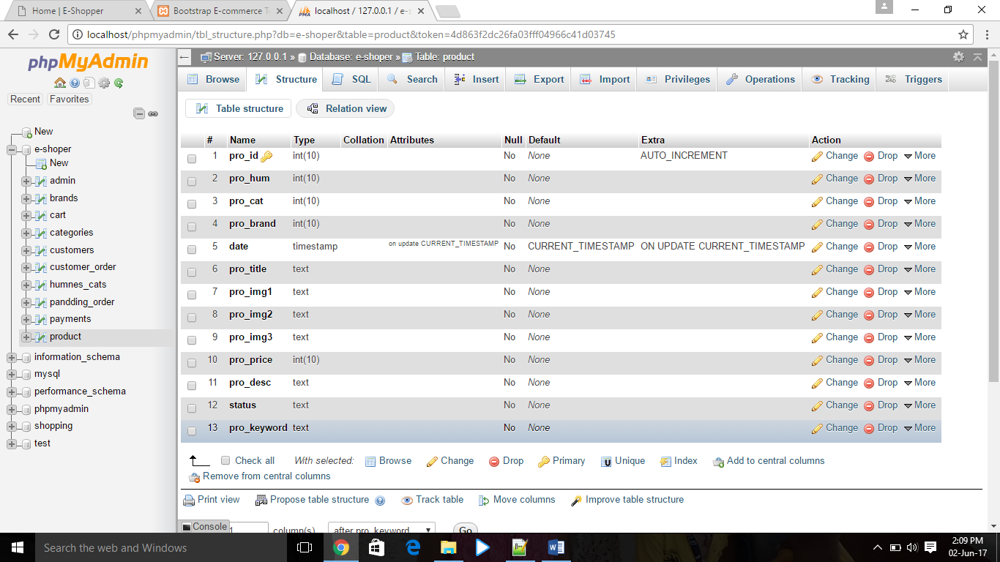 Home | E-Shopper
Bootstrap E-commerce Te
localhost / 127.0.0.1 / e-s
localhost/phpmyadmin/tbl_structure.php?db=e-shoper&table=product&token=4d863f2dc26fa03fff04966c41d03745
phpMyAdmin
Recent Favorites
New
e-shoper
New
admin
brands
cart
categories
customers
customer_order
humnes_cats
pandding_order
payments
product
information_schema
mysql
performance_schema
phpmyadmin
shopping
test
Server: 127.0.0.1 » Database: e-shoper » Table: product
Browse Structure SQL Search Insert Export Import Privileges Operations Tracking Triggers
Table structure Relation view
# Name Type Collation Attributes Null Default Extra Action
1 pro_id int(10) No None AUTO_INCREMENT Change Drop More
2 pro_hum int(10) No None Change Drop More
3 pro_cat int(10) No None Change Drop More
4 pro_brand int(10) No None Change Drop More
5 date timestamp on update CURRENT_TIMESTAMP No CURRENT_TIMESTAMP ON UPDATE CURRENT_TIMESTAMP Change Drop More
6 pro_title text No None Change Drop More
7 pro_img1 text No None Change Drop More
8 pro_img2 text No None Change Drop More
9 pro_img3 text No None Change Drop More
10 pro_price int(10) No None Change Drop More
11 pro_desc text No None Change Drop More
12 status text No None Change Drop More
13 pro_keyword text No None Change Drop More
Check all With selected: Browse Change Drop Primary Unique Index Add to central columns
Remove from central columns
Print view Propose table structure Track table Move columns Improve table structure
Console 1 column(s) after pro_keyword Go
Search the web and Windows
2:09 PM
02-Jun-17